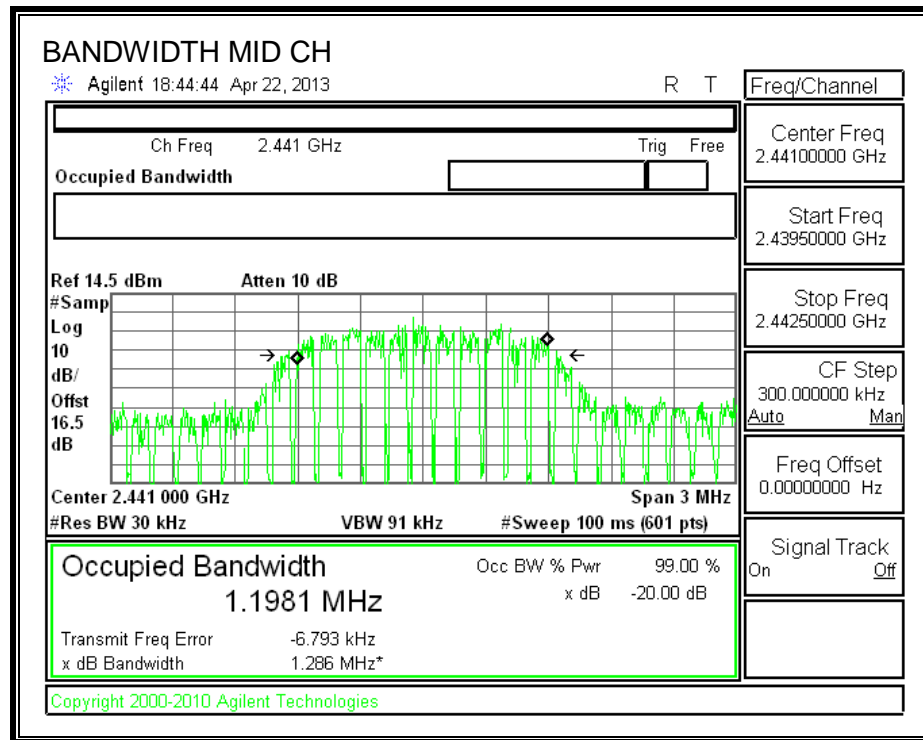 BANDWIDTH MID CH
Agilent 18:44:44 Apr 22, 2013 R T
Freq/Channel
Ch Freq 2.441 GHz Trig Free
Occupied Bandwidth
Center Freq
2.44100000 GHz
Start Freq
2.43950000 GHz
Stop Freq
2.44250000 GHz
CF Step
300.000000 kHz
Auto Man
Freq Offset
0.00000000 Hz
Signal Track
On Off
Ref 14.5 dBm Atten 10 dB
#Samp
Log
10
dB/
Offst
16.5
dB
Center 2.441 000 GHz Span 3 MHz
#Res BW 30 kHz VBW 91 kHz #Sweep 100 ms (601 pts)
Occupied Bandwidth Occ BW % Pwr 99.00 %
1.1981 MHz x dB -20.00 dB
Transmit Freq Error -6.793 kHz
x dB Bandwidth 1.286 MHz*
Copyright 2000-2010 Agilent Technologies